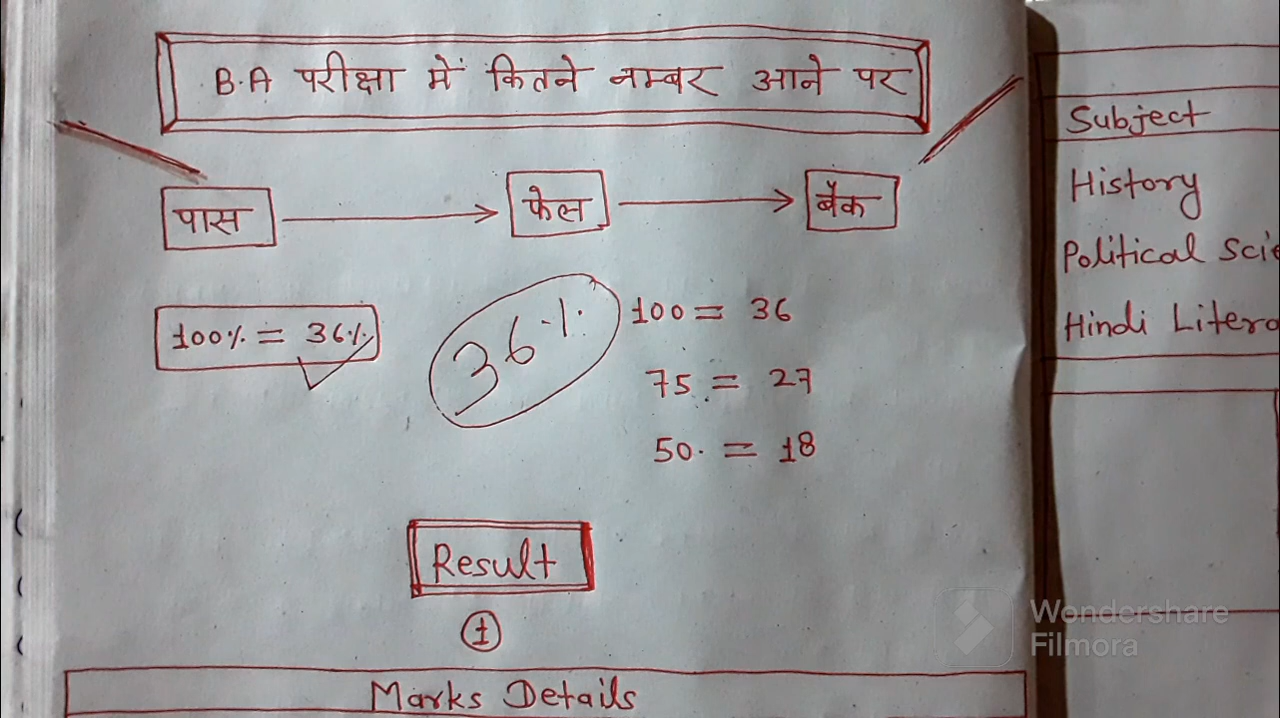 B.A परीक्षा में कितने नम्बर आने पर
पास
फेल
बैक
100% = 36%
36%
100 = 36
75 = 27
50. = 18
Result
1
Marks Details
Subject
History
Political
Hindi
Wondershare
Filmora